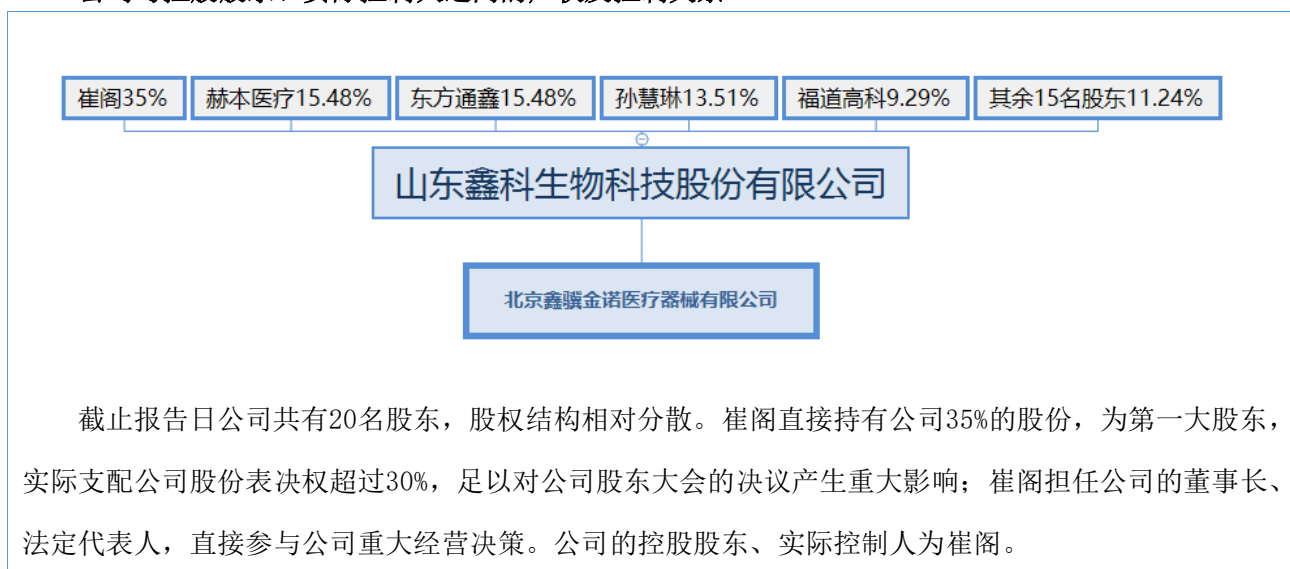 崔阁35% 赫本医疗15.48% 东方通鑫15.48% 孙慧琳13.51% 福道高科9.29% 其余15名股东11.24%
山东鑫科生物科技股份有限公司
北京鑫骥金诺医疗器械有限公司
截止报告日公司共有20名股东，股权结构相对分散。崔阁直接持有公司35%的股份，为第一大股东，
实际支配公司股份表决权超过30%，足以对公司股东大会的决议产生重大影响；崔阁担任公司的董事长、
法定代表人，直接参与公司重大经营决策。公司的控股股东、实际控制人为崔阁。